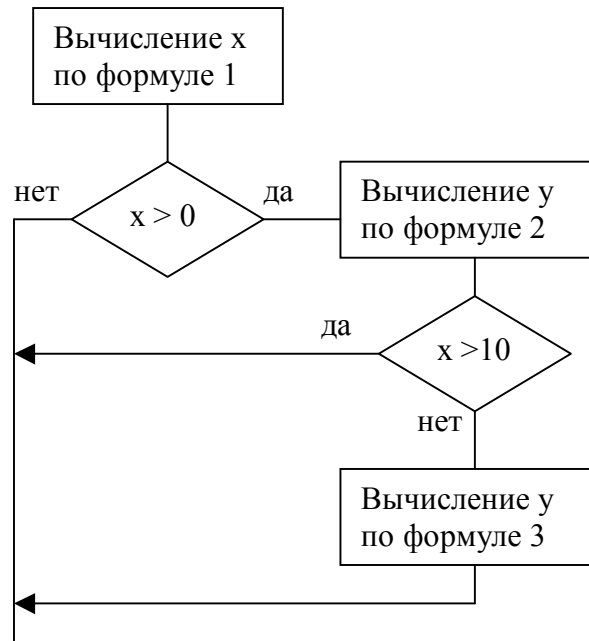 Вычисление x
по формуле 1
нет
x > 0
да
Вычисление y
по формуле 2
да
x >10
нет
Вычисление y
по формуле 3